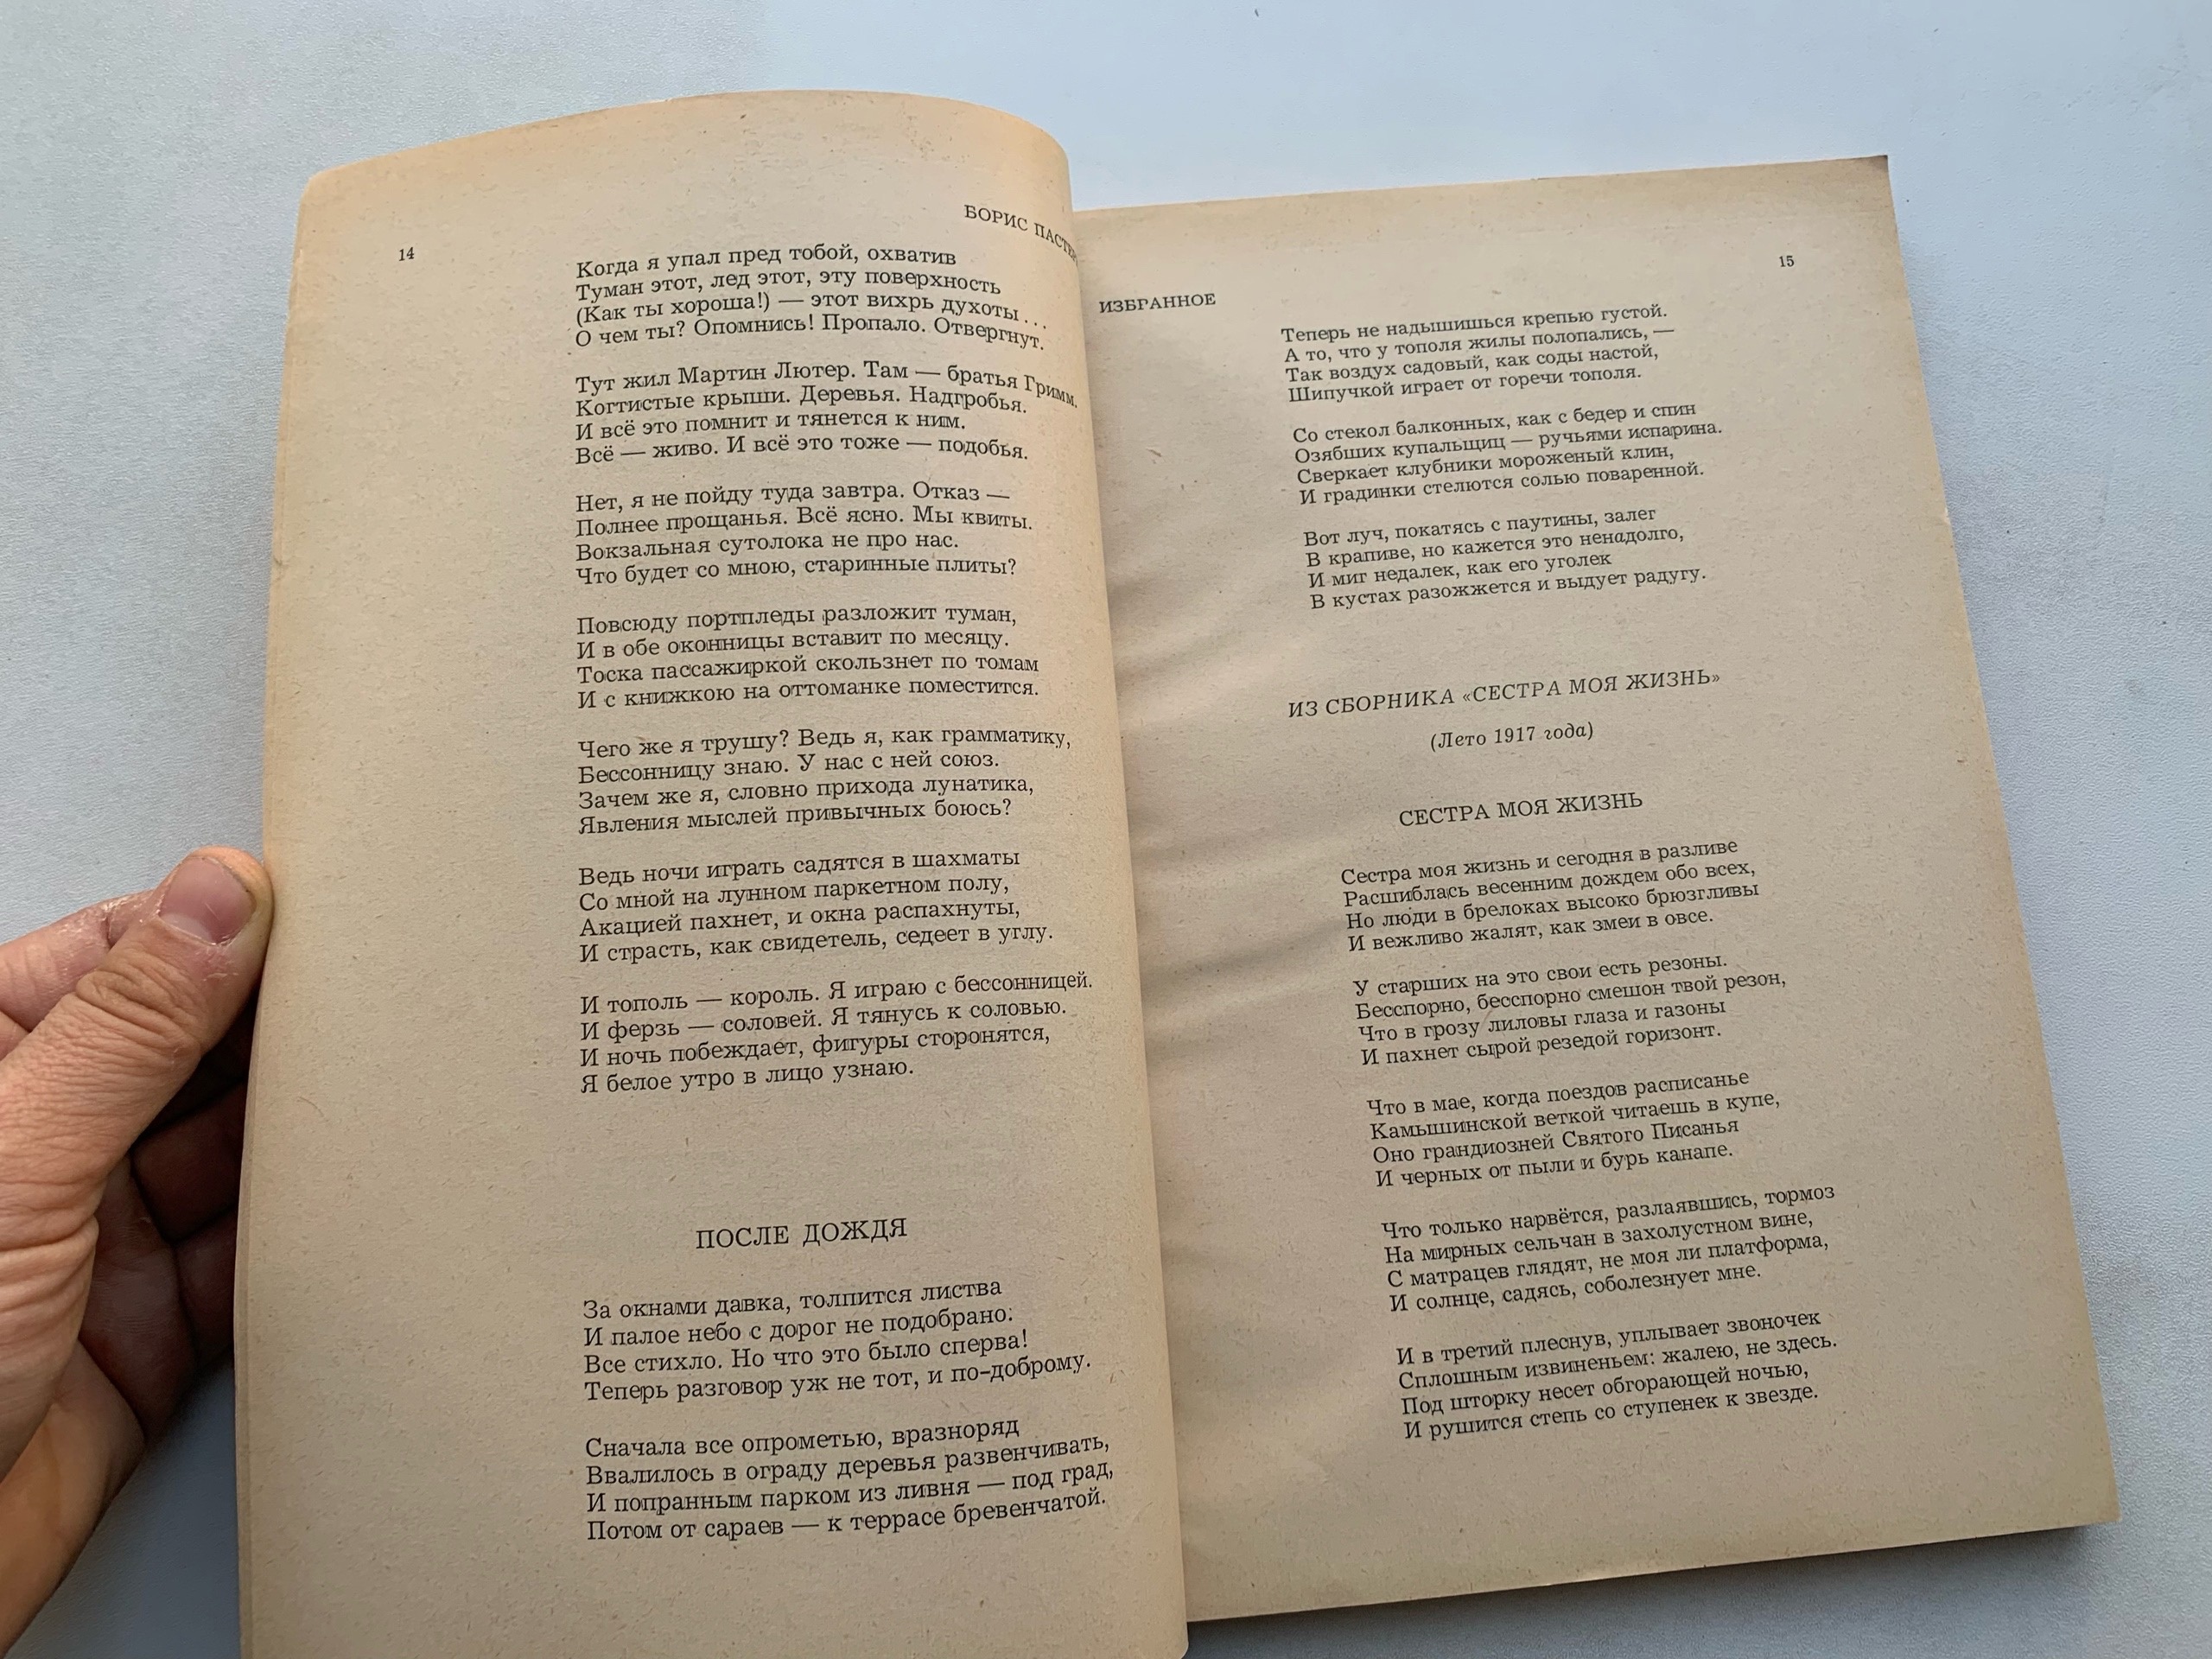 14
БОРИС
Когда я упал пред тобой, охватив
Туман этот, лед этот, эту поверхность
(Как ты хороша!) — этот вихрь духоты...
О чем ты? Опомнись! Пропало. Отвергнут.
Тут жил Мартин Лютер. Там — братья Гримм.
Когтистые крыши. Деревья. Надгробья.
И всё это помнит и тянется к ним.
Всё — живо. И всё это тоже — подобья.
Нет, я не пойду туда завтра. Отказ —
Полнее прощанья. Всё ясно. Мы квиты.
Вокзальная сутолока не про нас.
Что будет со мною, старинные плиты?
Повсюду портпледы разложит туман,
И в обе оконницы вставит по месяцу.
Тоска пассажиркой скользнет по томам
И с книжкою на оттоманке поместится.
Чего же я трушу? Ведь я, как грамматику,
Бессонницу знаю. У нас с ней союз.
Зачем же я, словно прихода лунатика,
Явления мыслей привычных боюсь?
Ведь ночи играть садятся в шахматы
Со мной на лунном паркетном полу,
Акацией пахнет, и окна распахнуты,
И страсть, как свидетель, седеет в углу.
И тополь — король. Я играю с бессонницей.
И ферзь — соловей. Я тянусь к соловью.
И ночь побеждает, фигуры сторонятся,
Я белое утро в лицо узнаю.
ПОСЛЕ ДОЖДЯ
За окнами давка, толпится листва
И палое небо с дорог не подобрано.
Все стихло. Но что это было сперва!
Теперь разговор уж не тот, и по-доброму.
Сначала все опрометью, вразноряд
Ввалилось в ограду деревья развенчивать,
И попранным парком из ливня — под град,
Потом от сараев — к террасе бревенчатой.
ИЗБРАННОЕ
15
Теперь не надышишься крепью густой.
А то, что у тополя жилы полопались, —
Так воздух садовый, как соды настой,
Шипучкой играет от горечи тополя.
Со стекол балконных, как с бедер и спин
Озябших купальщиц — ручьями испарина.
Сверкает клубники мороженый клин,
И градинки стелются солью поваренной.
Вот луч, покатясь с паутины, залег
В крапиве, но кажется это ненадолго,
И миг недалек, как его уголек
В кустах разожжется и выдует радугу.
ИЗ СБОРНИКА «СЕСТРА МОЯ ЖИЗНЬ»
(Лето 1917 года)
СЕСТРА МОЯ ЖИЗНЬ
Сестра моя жизнь и сегодня в разливе
Расшиблась весенним дождем обо всех,
Но люди в брелоках высоко брюзгливы
И вежливо жалят, как змеи в овсе.
У старших на это свои есть резоны.
Бесспорно, бесспорно смешон твой резон,
Что в грозу лиловы глаза и газоны
И пахнет сырой резедой горизонт.
Что в мае, когда поездов расписанье
Камышинской веткой читаешь в купе,
Оно грандиозней Святого Писанья
И черных от пыли и бурь канапе.
Что только нарвётся, разлаявшись, тормоз
На мирных сельчан в захолустном вине,
С матрацев глядят, не моя ли платформа,
И солнце, садясь, соболезнует мне.
И в третий плеснув, уплывает звоночек
Сплошным извиненьем: жалею, не здесь.
Под шторку несет обгорающей ночью,
И рушится степь со ступенек к звезде.